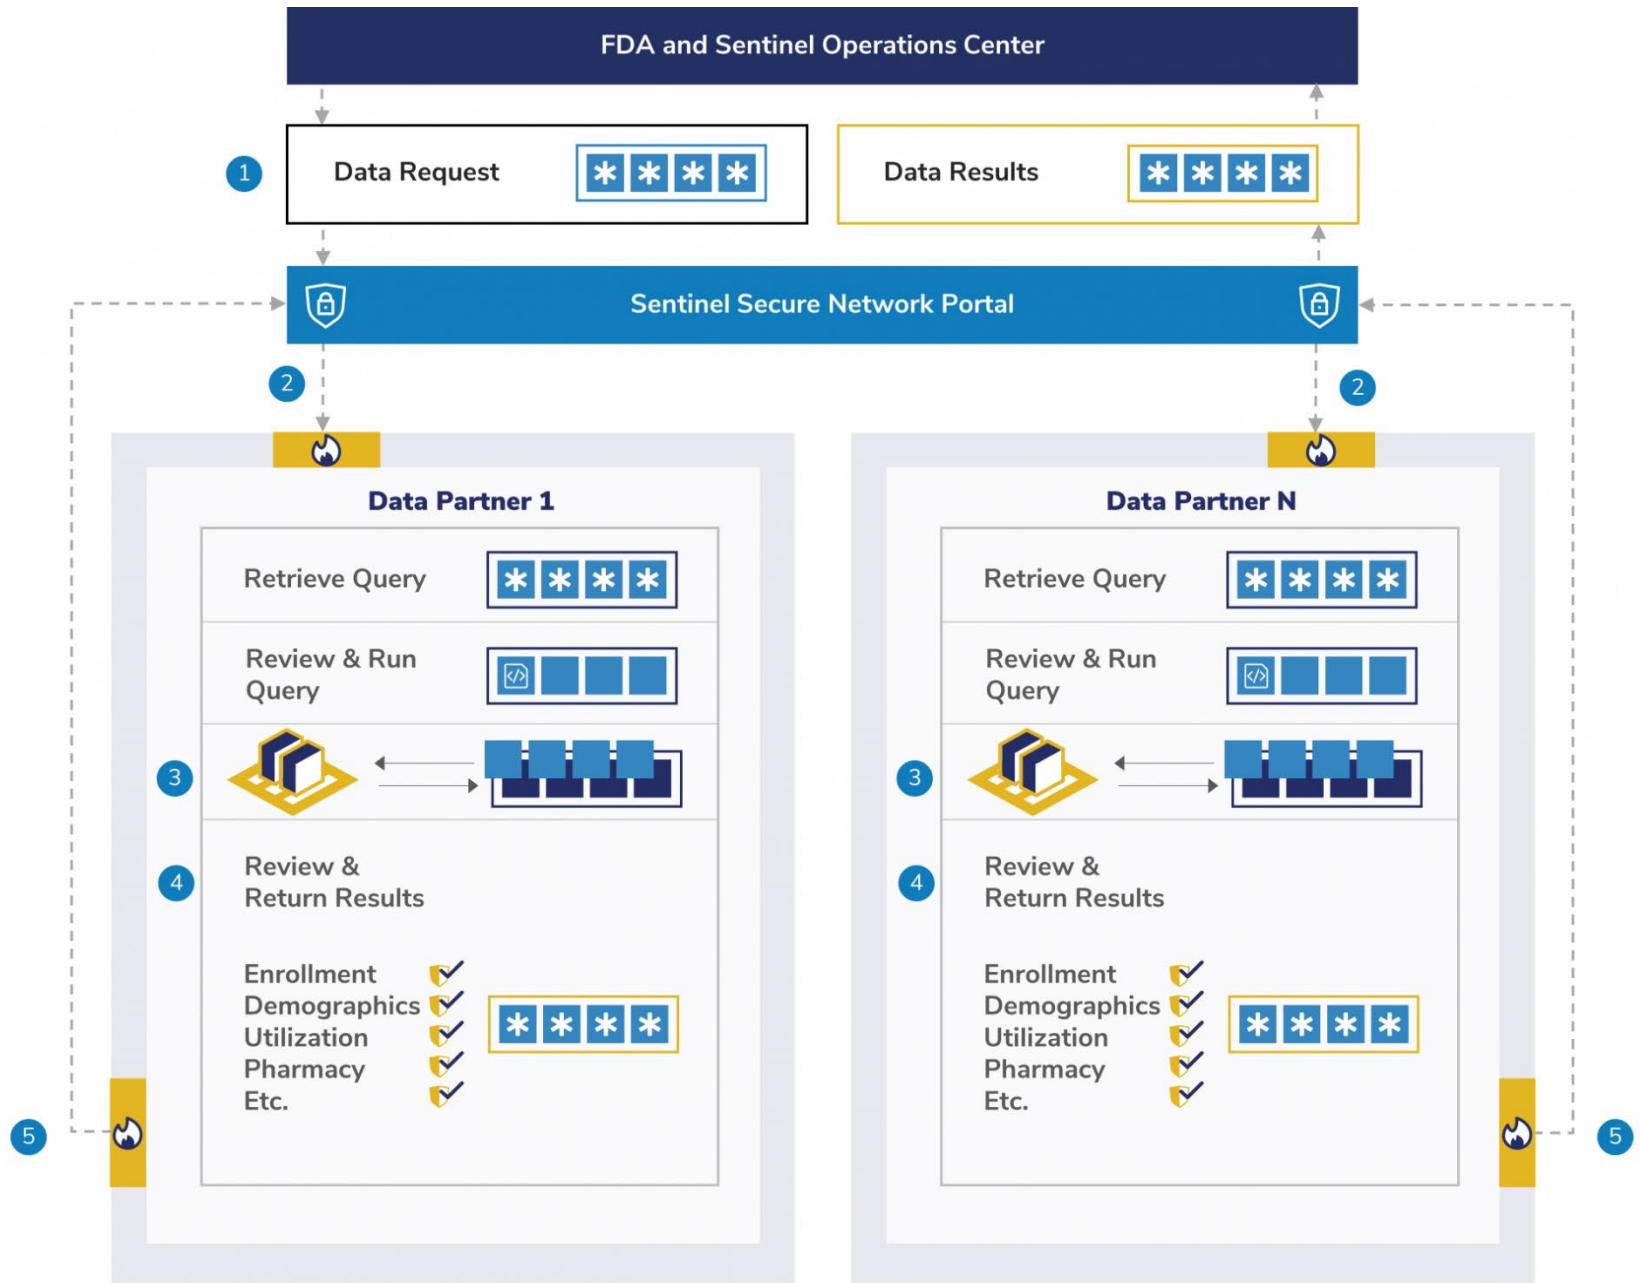 FDA and Sentinel Operations Center
1
Data Request
Data Results
Sentinel Secure Network Portal
2
2
Data Partner 1
Retrieve Query
Review & Run
Query
3
4
Review &
Return Results
Enrollment
Demographics
Utilization
Pharmacy
Etc.
5
Data Partner N
Retrieve Query
Review & Run
Query
3
4
Review &
Return Results
Enrollment
Demographics
Utilization
Pharmacy
Etc.
5